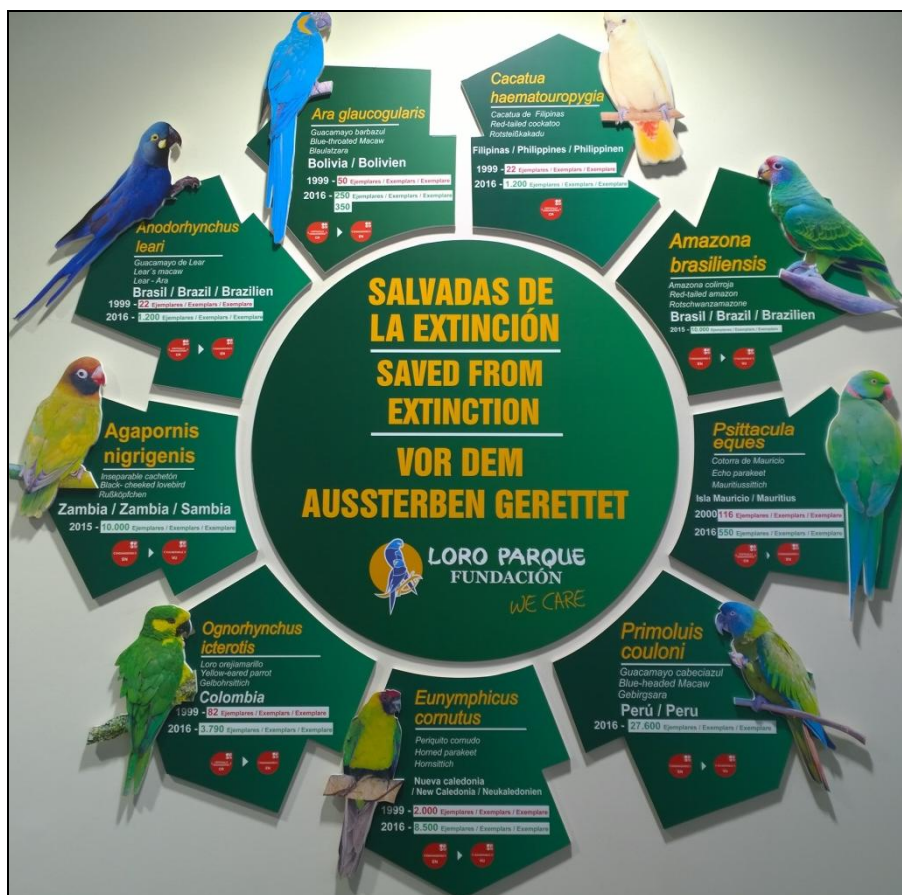 Ara glaucogularis
Guacamayo barbazul
Blue-throated Macaw
Blaulatzara
Bolivia / Bolivien
1999 - 50 Ejemplares / Exemplars / Exemplare
2016 - 250 Ejemplares / Exemplars / Exemplare
350
Cacatua
haematouropygia
Cacatua de Filipinas
Red-tailed cockatoo
Rotsteißkakadu
Filipinas / Philippines / Philippinen
1999 - 22 Ejemplares / Exemplars / Exemplare
2016 - 1.200 Ejemplares / Exemplars / Exemplare
Anodorhynchus
leari
Guacamayo de Lear
Lear´s macaw
Lear - Ara
Brasil / Brazil / Brazilien
1999 - 22 Ejemplares / Exemplars / Exemplare
2016 - 1.200 Ejemplares / Exemplars / Exemplare
Amazona
brasiliensis
Amazona colirroja
Red-tailed amazon
Rotschwanzamazone
Brasil / Brazil / Brazilien
2015 - 10.000 Ejemplares / Exemplars / Exemplare
SALVADAS DE
LA EXTINCIÓN
SAVED FROM
EXTINCTION
VOR DEM
AUSSTERBEN GERETTET
LORO PARQUE
FUNDACIÓN
WE CARE
Agapornis
nigrigenis
Inseparable cachetón
Black- cheeked lovebird
Rußköpfchen
Zambia / Zambia / Sambia
2015 - 10.000 Ejemplares / Exemplars / Exemplare
Psittacula
eques
Cotorra de Mauricio
Echo parakeet
Mauritiussittich
Isla Mauricio / Mauritius
2000 116 Ejemplares / Exemplars / Exemplare
2016 550 Ejemplares / Exemplars / Exemplare
Ognorhynchus
icterotis
Loro orejiamarillo
Yellow-eared parrot
Gelbohrsittich
Colombia
1999 - 82 Ejemplares / Exemplars / Exemplare
2016 - 3.790 Ejemplares / Exemplars / Exemplare
Eunymphicus
cornutus
Periquito cornudo
Horned parakeet
Hornsittich
Nueva caledonia
/ New Caledonia / Neukaledonien
1999 - 2.000 Ejemplares / Exemplars / Exemplare
2016 - 8.500 Ejemplares / Exemplars / Exemplare
Primoluis
couloni
Guacamayo cabeciazul
Blue-headed Macaw
Gebirgsara
Perú / Peru
2016 - 27.600 Ejemplares / Exemplars / Exemplare